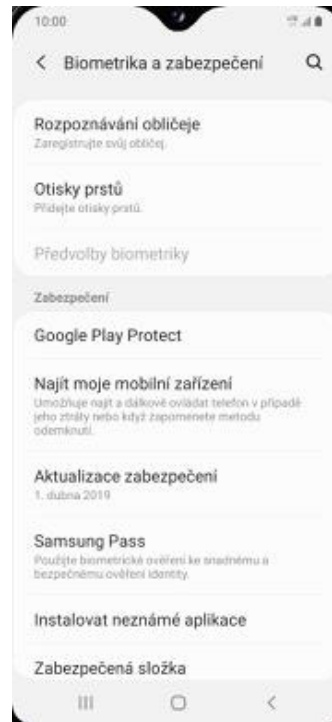 10:00
Biometrika a zabezpečení
Rozpoznávání obličeje
Zaregistrujte svůj obličej.
Otisky prstů
Přidejte otisky prstů.
Předvolby biometriky
Zabezpečení
Google Play Protect
Najít moje mobilní zařízení
Umožňuje najít a dálkově ovládat telefon v případě
jeho ztráty nebo když zapomenete metodu
odemknutí.
Aktualizace zabezpečení
1. dubna 2019
Samsung Pass
Použijte biometrické ověření ke snadnému a
bezpečnému ověření identity.
Instalovat neznámé aplikace
Zabezpečená složka